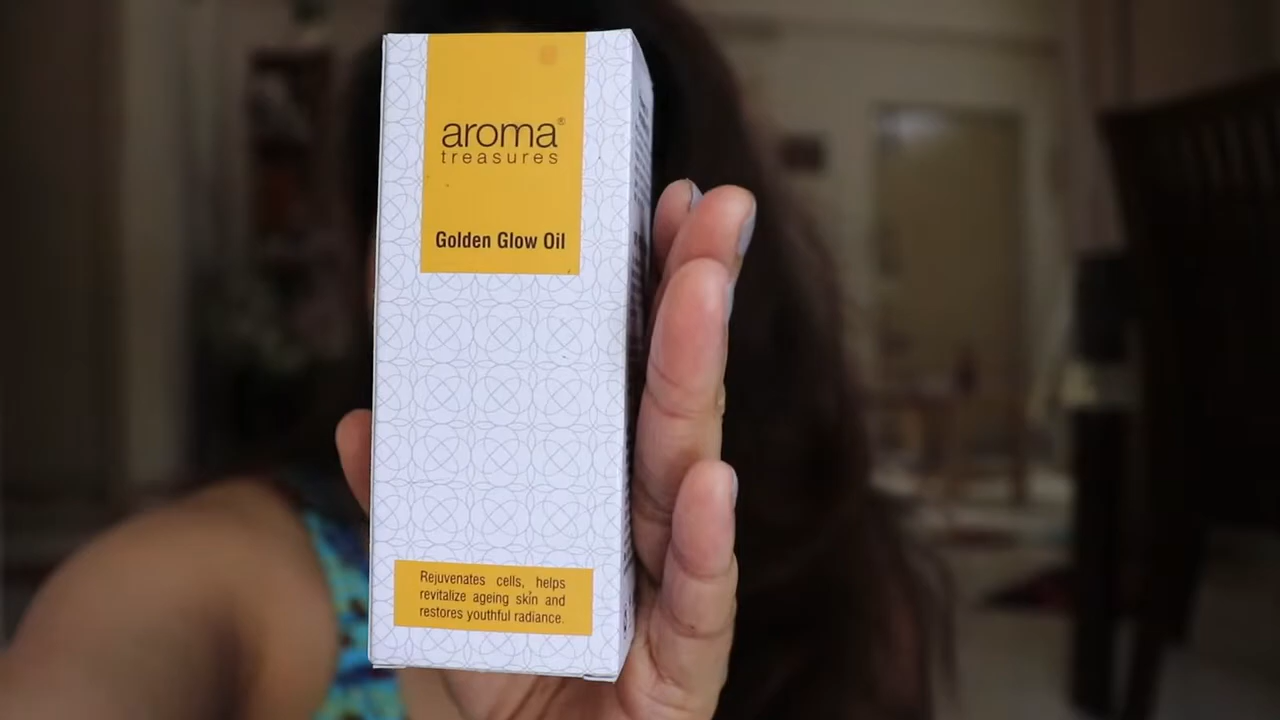 aroma®
treasures
Golden Glow Oil
Rejuvenates cells, helps
revitalize ageing skin and
restores youthful radiance.